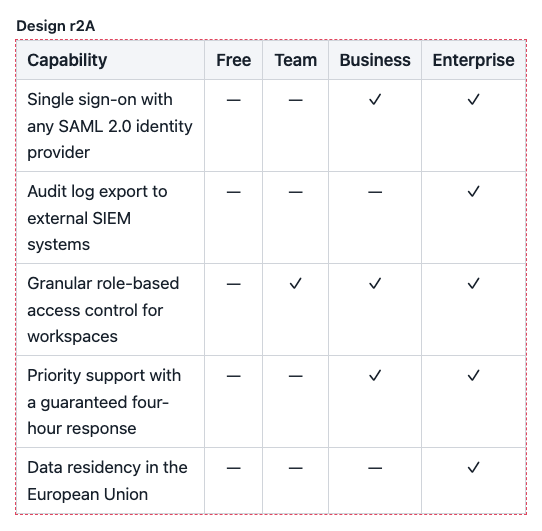 Design r2A
Capability Free Team Business Enterprise
Single sign-on with — — ✓ ✓
any SAML 2.0 identity
provider
Audit log export to — — — ✓
external SIEM
systems
Granular role-based — ✓ ✓ ✓
access control for
workspaces
Priority support with — — ✓ ✓
a guaranteed four-
hour response
Data residency in the — — — ✓
European Union